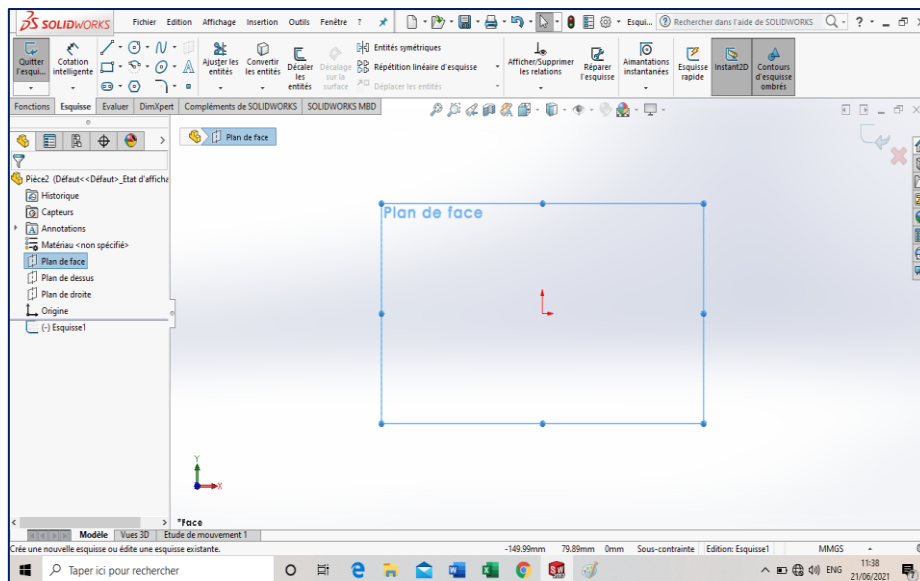 SOLIDWORKS Fichier Edition Affichage Insertion Outils Fenêtre ? Esqui... Rechercher dans l'aide de SOLIDWORKS ?
Quitter l'esqui...
Cotation intelligente
Ajuster les entités
Convertir les entités
Décaler les entités
Décalage sur la surface
Entités symétriques
Répétition linéaire d'esquisse
Déplacer les entités
Afficher/Supprimer les relations
Réparer l'esquisse
Aimantations instantanées
Esquisse rapide
Instant2D
Contours d'esquisse ombrés
Fonctions Esquisse Evaluer DimXpert Compléments de SOLIDWORKS SOLIDWORKS MBD
Plan de face
Pièce2 (Défaut<<Défaut>_Etat d'afficha
Historique
Capteurs
Annotations
Matériau <non spécifié>
Plan de face
Plan de dessus
Plan de droite
Origine
(-) Esquisse1
Plan de face
Y
X
*Face
Modèle Vues 3D Etude de mouvement 1
Crée une nouvelle esquisse ou édite une esquisse existante. -149.99mm 79.89mm 0mm Sous-contrainte Edition: Esquisse1 MMGS
Taper ici pour rechercher
ENG
11:38
21/06/2021